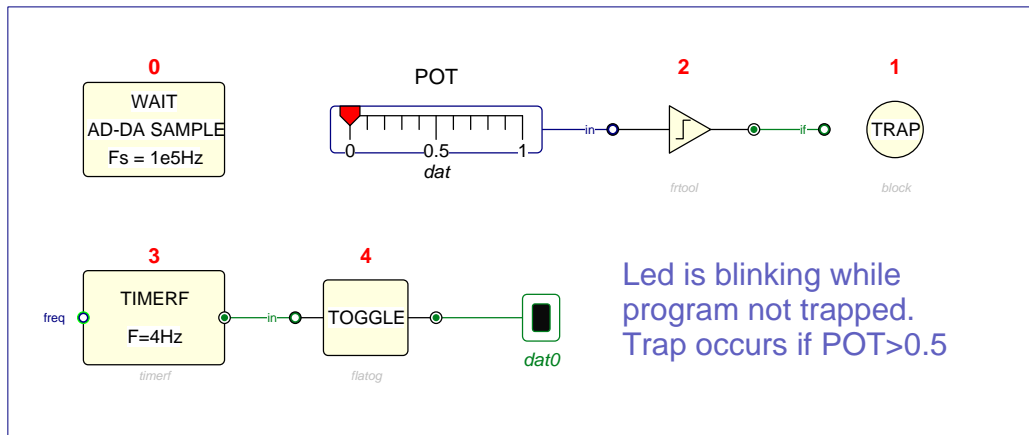 0
WAIT
AD-DA SAMPLE
Fs = 1e5Hz
POT
0
0.5
1
dat
in
2
frtool
if
1
TRAP
block
3
freq
TIMERF
F=4Hz
timerf
in
4
TOGGLE
flatog
dat0
Led is blinking while
program not trapped.
Trap occurs if POT>0.5